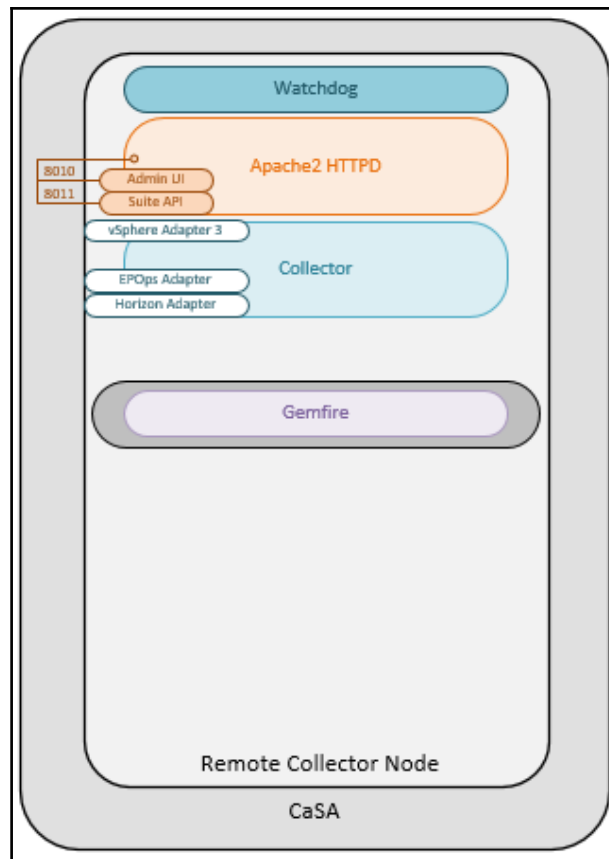 Watchdog
Apache2 HTTPD
8010
Admin UI
8011
Suite API
vSphere Adapter 3
Collector
EPOps Adapter
Horizon Adapter
Gemfire
Remote Collector Node
CaSA